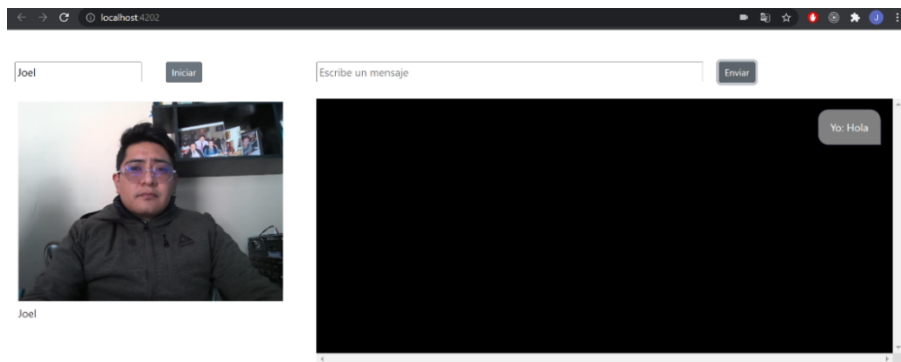 localhost:4202
J
Joel
Iniciar
Escribe un mensaje
Enviar
Yo: Hola
Joel